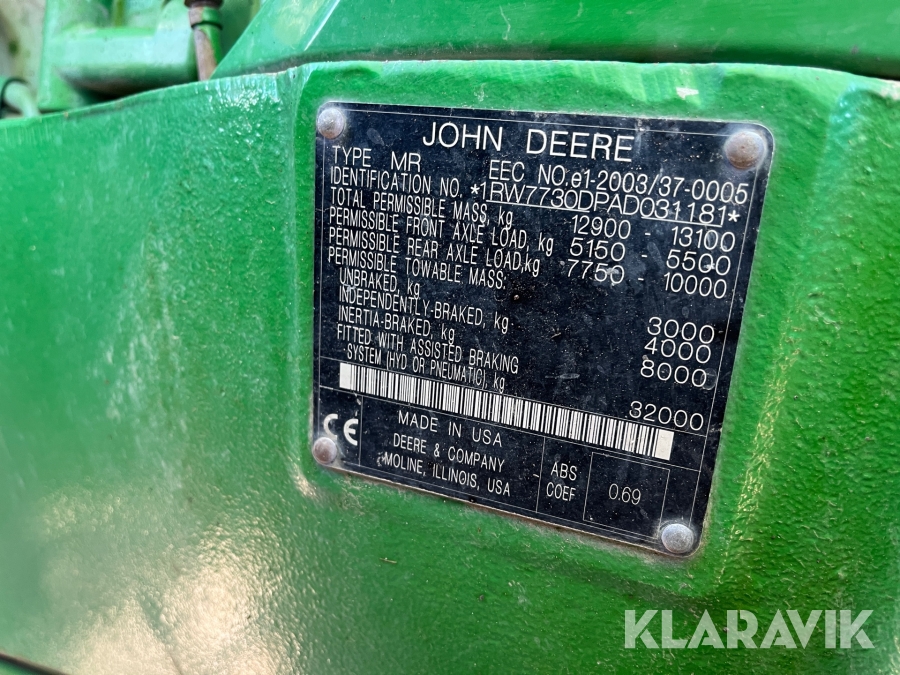 JOHN DEERE
TYPE MR EEC NO.e1-2003/37-0005
IDENTIFICATION NO. *1RW7730DPAD031181*
TOTAL PERMISSIBLE MASS, kg 12900 - 13100
PERMISSIBLE FRONT AXLE LOAD, kg 5150 - 5500
PERMISSIBLE REAR AXLE LOAD,kg 7750 - 10000
PERMISSIBLE TOWABLE MASS;
UNBRAKED, kg 3000
INDEPENDENTLY-BRAKED, kg 4000
INERTIA-BRAKED, kg 8000
FITTED WITH ASSISTED BRAKING
SYSTEM (HYD OR PNEUMATIC), kg 32000
CE
MADE IN USA
DEERE & COMPANY
MOLINE, ILLINOIS, USA
ABS
COEF
0.69
KLARAVIK